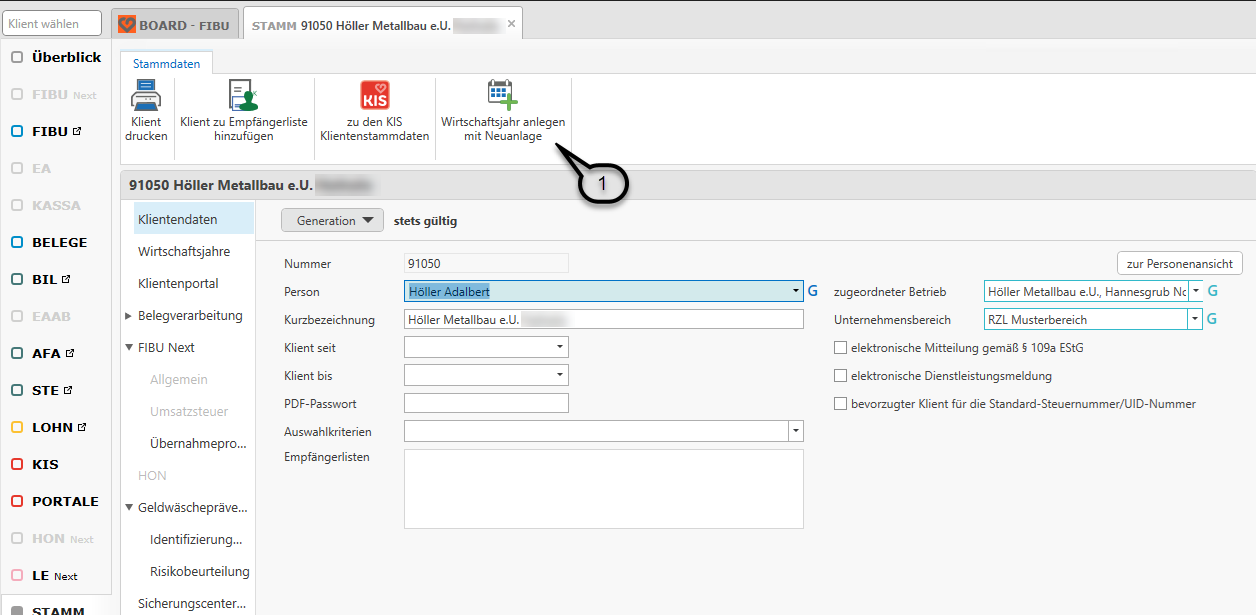 Klient wählen
BOARD - FIBU
STAMM 91050 Höller Metallbau e.U.
Überblick
FIBU Next
FIBU
EA
KASSA
BELEGE
BIL
EAAB
AFA
STE
LOHN
KIS
PORTALE
HON Next
LE Next
STAMM
Stammdaten
Klient
drucken
Klient zu Empfängerliste
hinzufügen
KIS
zu den KIS
Klientenstammdaten
Wirtschaftsjahr anlegen
mit Neuanlage
1
91050 Höller Metallbau e.U.
Klientendaten
Wirtschaftsjahre
Klientenportal
Belegverarbeitung
FIBU Next
Allgemein
Umsatzsteuer
Übernahmepro...
HON
Geldwäschepräve...
Identifizierung...
Risikobeurteilung
Sicherungscenter...
Generation stets gültig
Nummer 91050
zur Personenansicht
Person Höller Adalbert G
zugeordneter Betrieb Höller Metallbau e.U., Hannesgrub Nc G
Kurzbezeichnung Höller Metallbau e.U.
Unternehmensbereich RZL Musterbereich G
Klient seit
elektronische Mitteilung gemäß § 109a EStG
Klient bis
elektronische Dienstleistungsmeldung
PDF-Passwort
bevorzugter Klient für die Standard-Steuernummer/UID-Nummer
Auswahlkriterien
Empfängerlisten